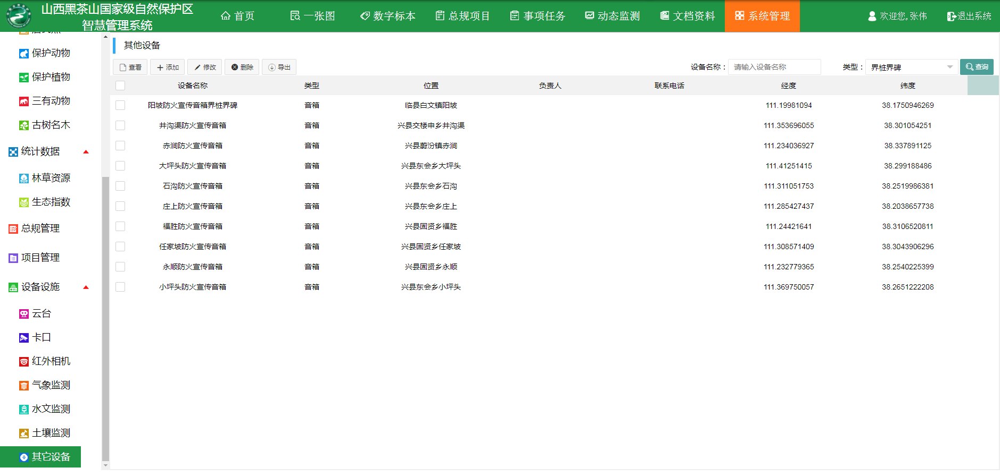 山西黑茶山国家级自然保护区
智慧管理系统
首页
一张图
数字标本
总规项目
事项任务
动态监测
文档资料
系统管理
欢迎您, 张伟
退出系统
保护动物
保护植物
三有动物
古树名木
统计数据
林草资源
生态指数
总规管理
项目管理
设备设施
云台
卡口
红外相机
气象监测
水文监测
土壤监测
其它设备
其他设备
查看 添加 修改 删除 导出
设备名称： 请输入设备名称 类型： 界桩界碑 查询
设备名称 类型 位置 负责人 联系电话 经度 纬度
阳坡防火宣传音箱界桩界碑 音箱 临县白文镇阳坡 111.19981094 38.1750946269
井沟渠防火宣传音箱 音箱 兴县交楼申乡井沟渠 111.353696055 38.301054251
赤涧防火宣传音箱 音箱 兴县蔚汾镇赤涧 111.234036927 38.337891125
大坪头防火宣传音箱 音箱 兴县东会乡大坪头 111.41251415 38.299188486
石沟防火宣传音箱 音箱 兴县东会乡石沟 111.311051753 38.2519986381
庄上防火宣传音箱 音箱 兴县东会乡庄上 111.285427437 38.2038657738
福胜防火宣传音箱 音箱 兴县固贤乡福胜 111.24421641 38.3106520811
任家坡防火宣传音箱 音箱 兴县固贤乡任家坡 111.308571409 38.3043906296
永顺防火宣传音箱 音箱 兴县固贤乡永顺 111.232779365 38.2540225399
小坪头防火宣传音箱 音箱 兴县东会乡小坪头 111.369750057 38.2651222208